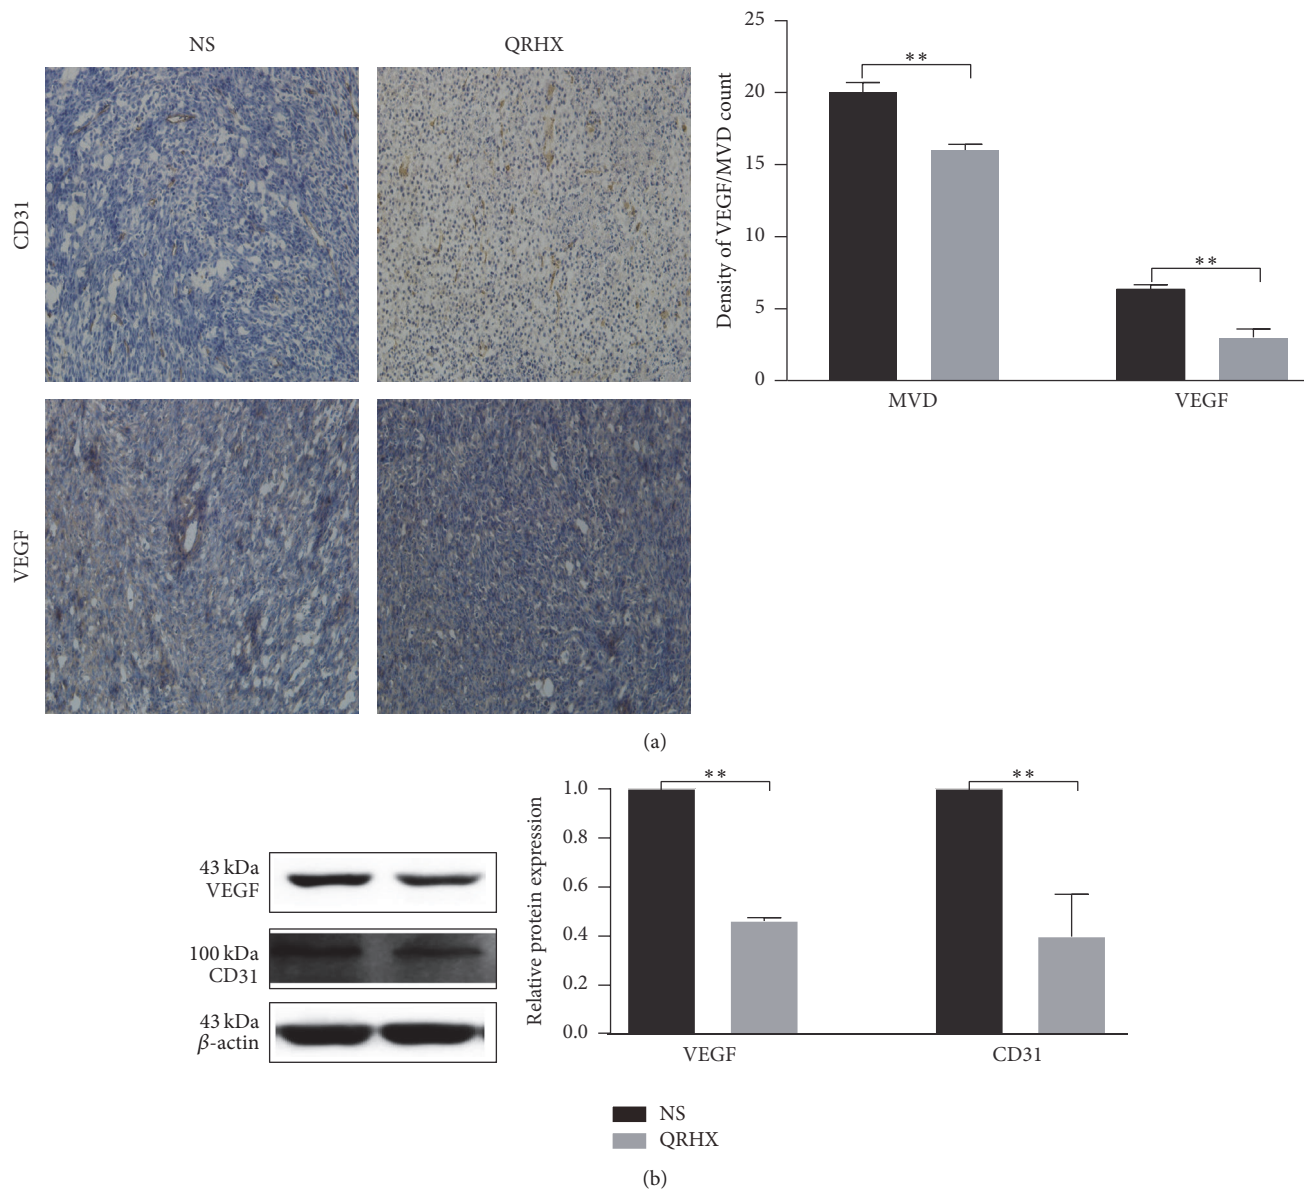 NS
QRHX
CD31
VEGF
Density of VEGF/MVD count
25
20
15
10
5
0
**
**
MVD
VEGF
(a)
43 kDa
VEGF
100 kDa
CD31
43 kDa
β-actin
Relative protein expression
1.0
0.8
0.6
0.4
0.2
0.0
**
**
VEGF
CD31
NS
QRHX
(b)